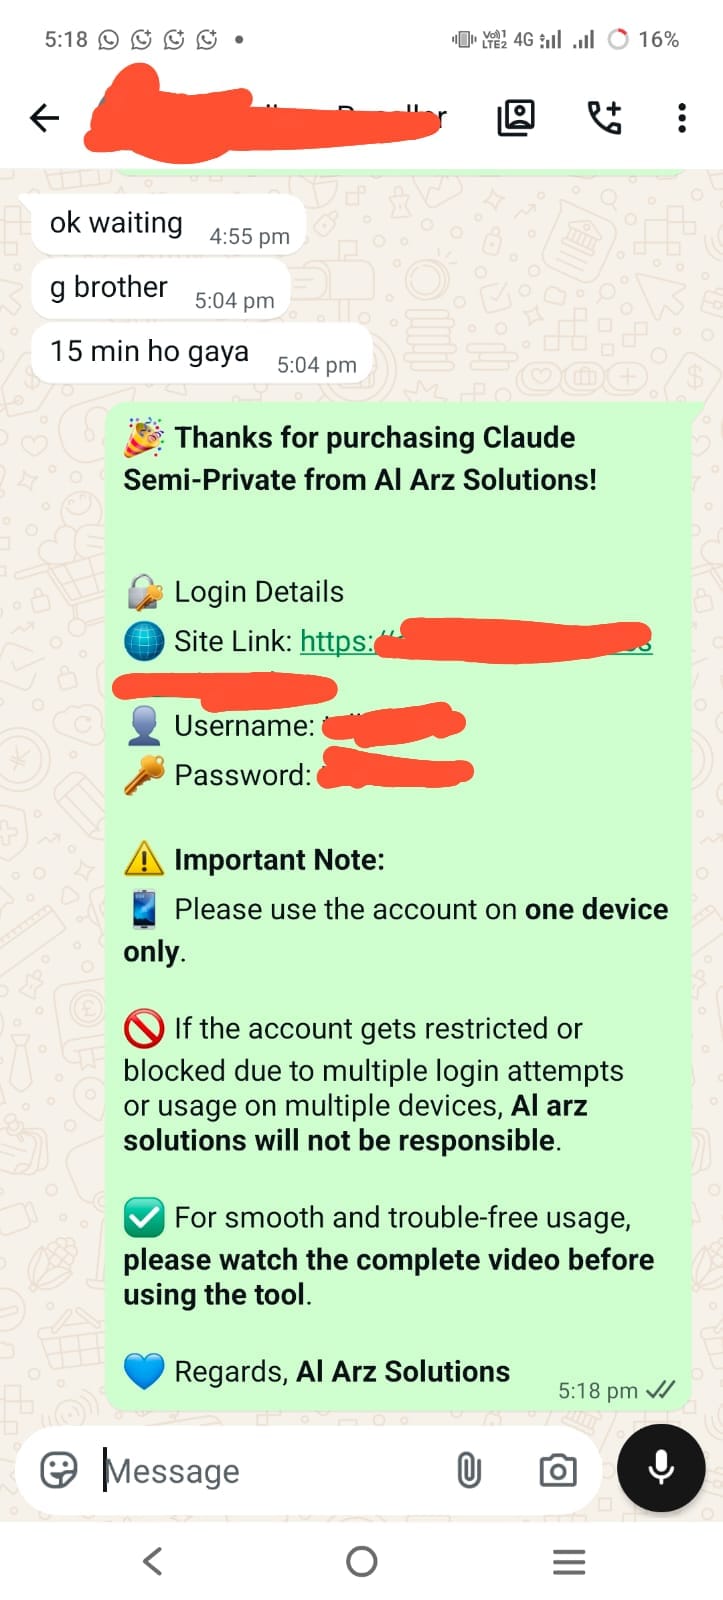 5:18
Vo) 1 LTE2 4G 16%
ok waiting 4:55 pm
g brother 5:04 pm
15 min ho gaya 5:04 pm
🎉 Thanks for purchasing Claude
Semi-Private from Al Arz Solutions!
🔐 Login Details
🌐 Site Link: https:
👤 Username:
🔑 Password:
⚠️ Important Note:
📱 Please use the account on one device
only.
🚫 If the account gets restricted or
blocked due to multiple login attempts
or usage on multiple devices, Al arz
solutions will not be responsible.
✅ For smooth and trouble-free usage,
please watch the complete video before
using the tool.
💙 Regards, Al Arz Solutions
5:18 pm
Message